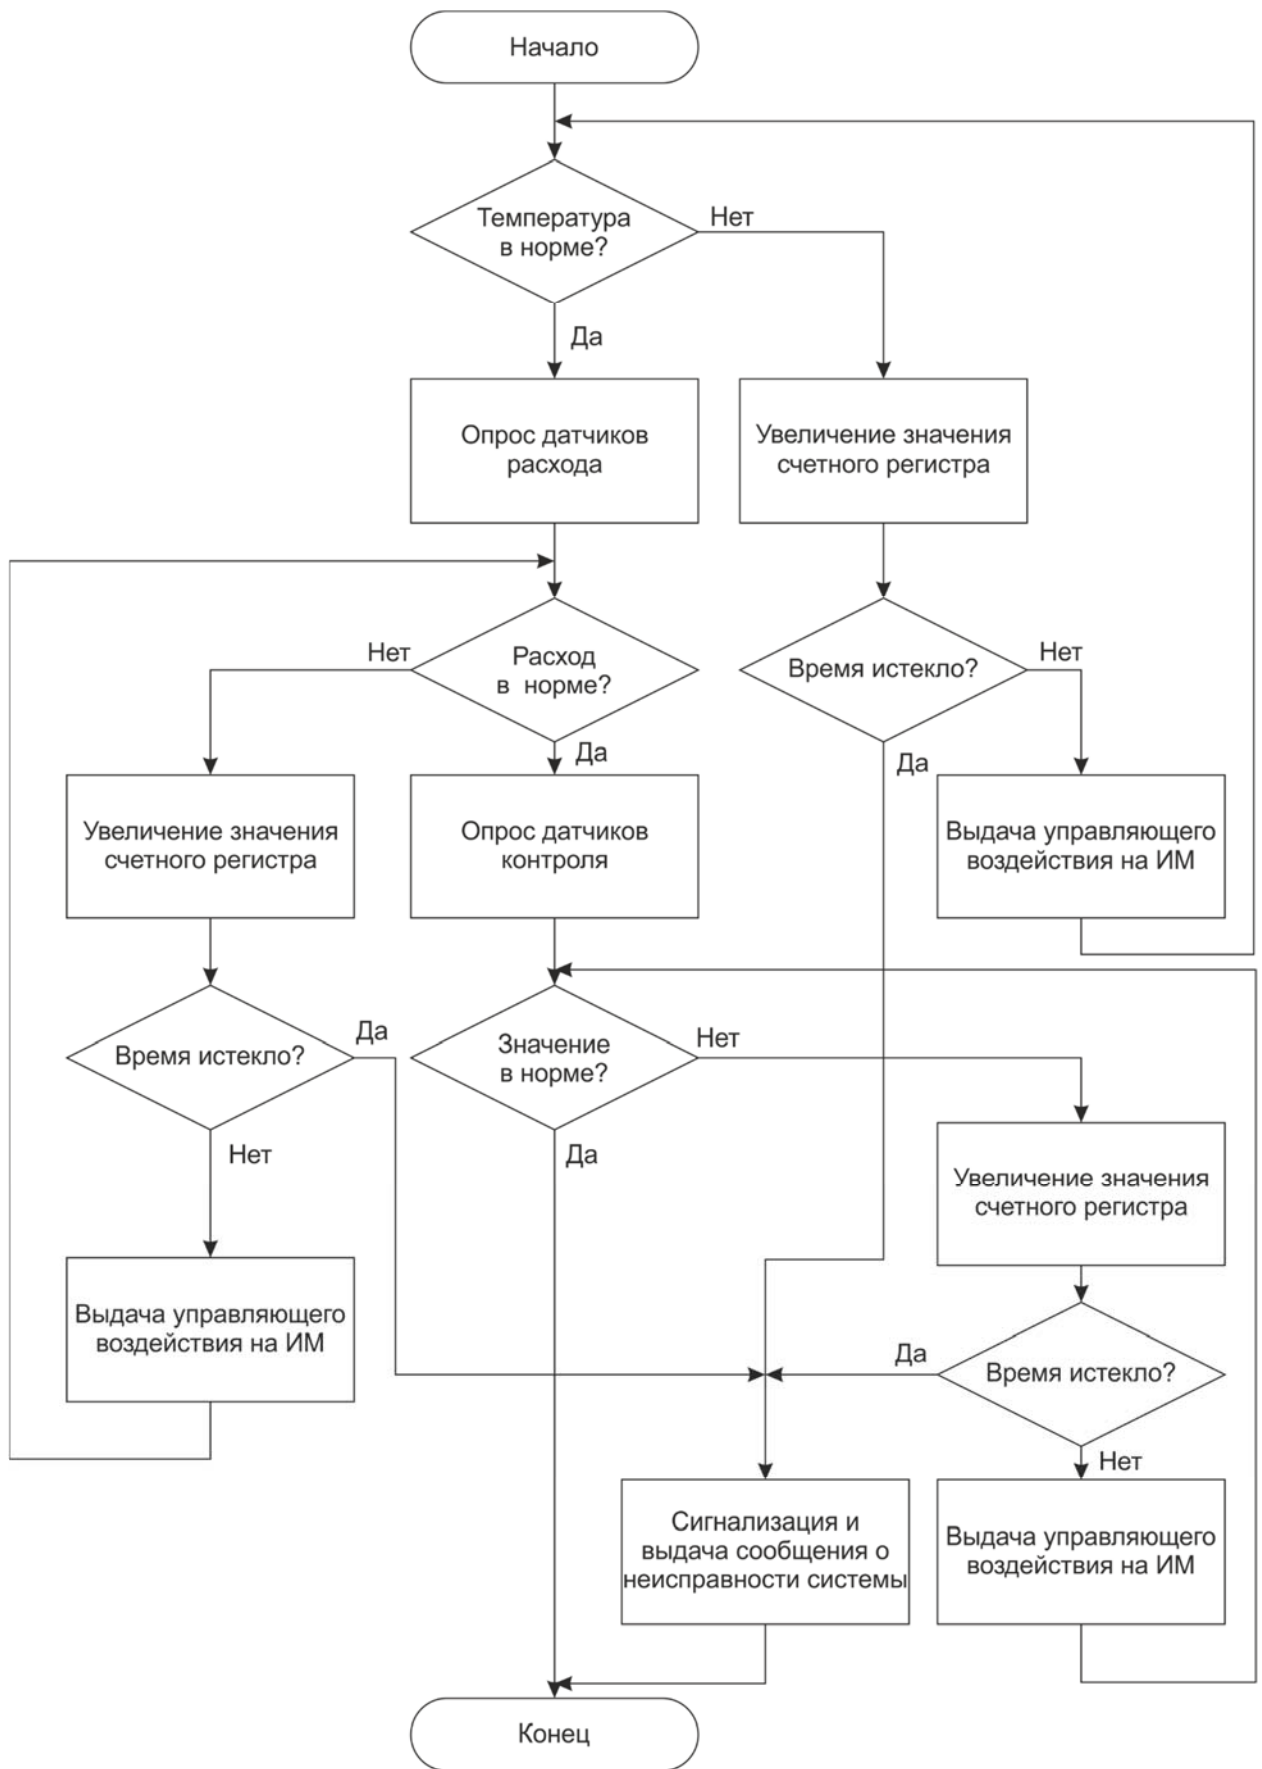 Начало
Температура
в норме?
Нет
Да
Опрос датчиков
расхода
Увеличение значения
счетного регистра
Нет
Расход
в норме?
Время истекло?
Нет
Да
Да
Увеличение значения
счетного регистра
Опрос датчиков
контроля
Выдача управляющего
воздействия на ИМ
Время истекло?
Да
Значение
в норме?
Нет
Нет
Да
Увеличение значения
счетного регистра
Выдача управляющего
воздействия на ИМ
Да
Время истекло?
Нет
Сигнализация и
выдача сообщения о
неисправности системы
Выдача управляющего
воздействия на ИМ
Конец